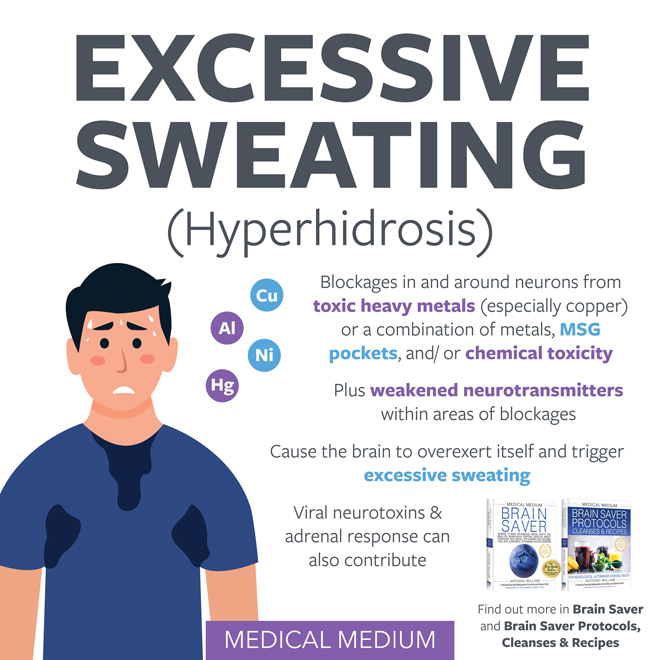 EXCESSIVE
SWEATING
(Hyperhidrosis)
Cu
Al
Ni
Hg
Blockages in and around neurons from
toxic heavy metals (especially copper)
or a combination of metals, MSG
pockets, and/ or chemical toxicity
Plus weakened neurotransmitters
within areas of blockages
Cause the brain to overexert itself and trigger
excessive sweating
Viral neurotoxins &
adrenal response can
also contribute
MEDICAL MEDIUM
BRAIN
SAVER
ANTHONY WILLIAM
MEDICAL MEDIUM
BRAIN SAVER
PROTOCOLS
CLEANSES & RECIPES
ANTHONY WILLIAM
Find out more in Brain Saver
and Brain Saver Protocols,
Cleanses & Recipes
MEDICAL MEDIUM